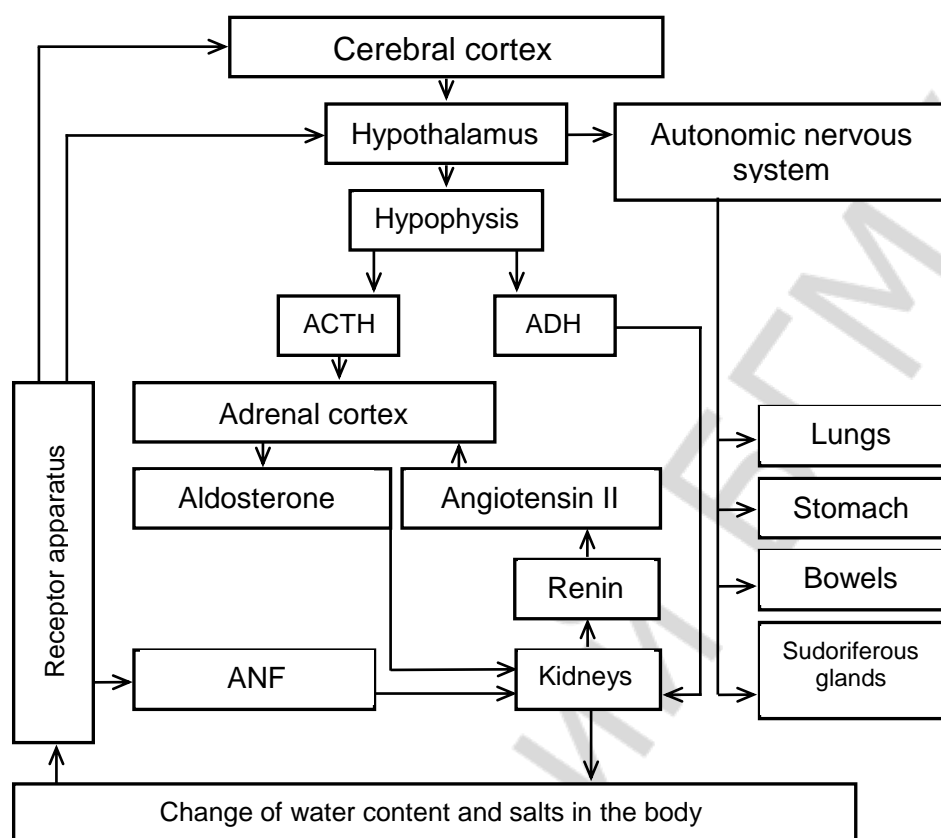 Cerebral cortex
Hypothalamus
Autonomic nervous
system
Hypophysis
ACTH
ADH
Adrenal cortex
Aldosterone
Angiotensin II
Renin
Kidneys
ANF
Receptor apparatus
Lungs
Stomach
Bowels
Sudoriferous
glands
Change of water content and salts in the body